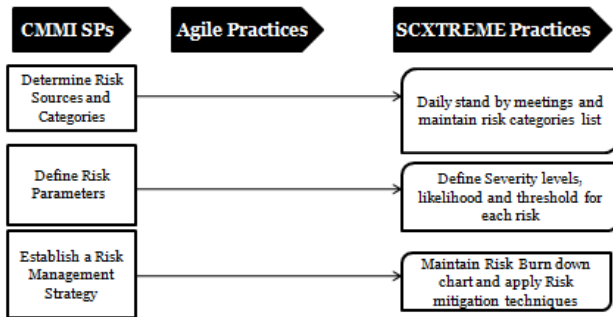 CMMI SPs
Agile Practices
SCXTREME Practices
Determine Risk
Sources and
Categories
Daily stand by meetings and
maintain risk categories list
Define Risk
Parameters
Define Severity levels,
likelihood and threshold for
each risk
Establish a Risk
Management
Strategy
Maintain Risk Burn down
chart and apply Risk
mitigation techniques